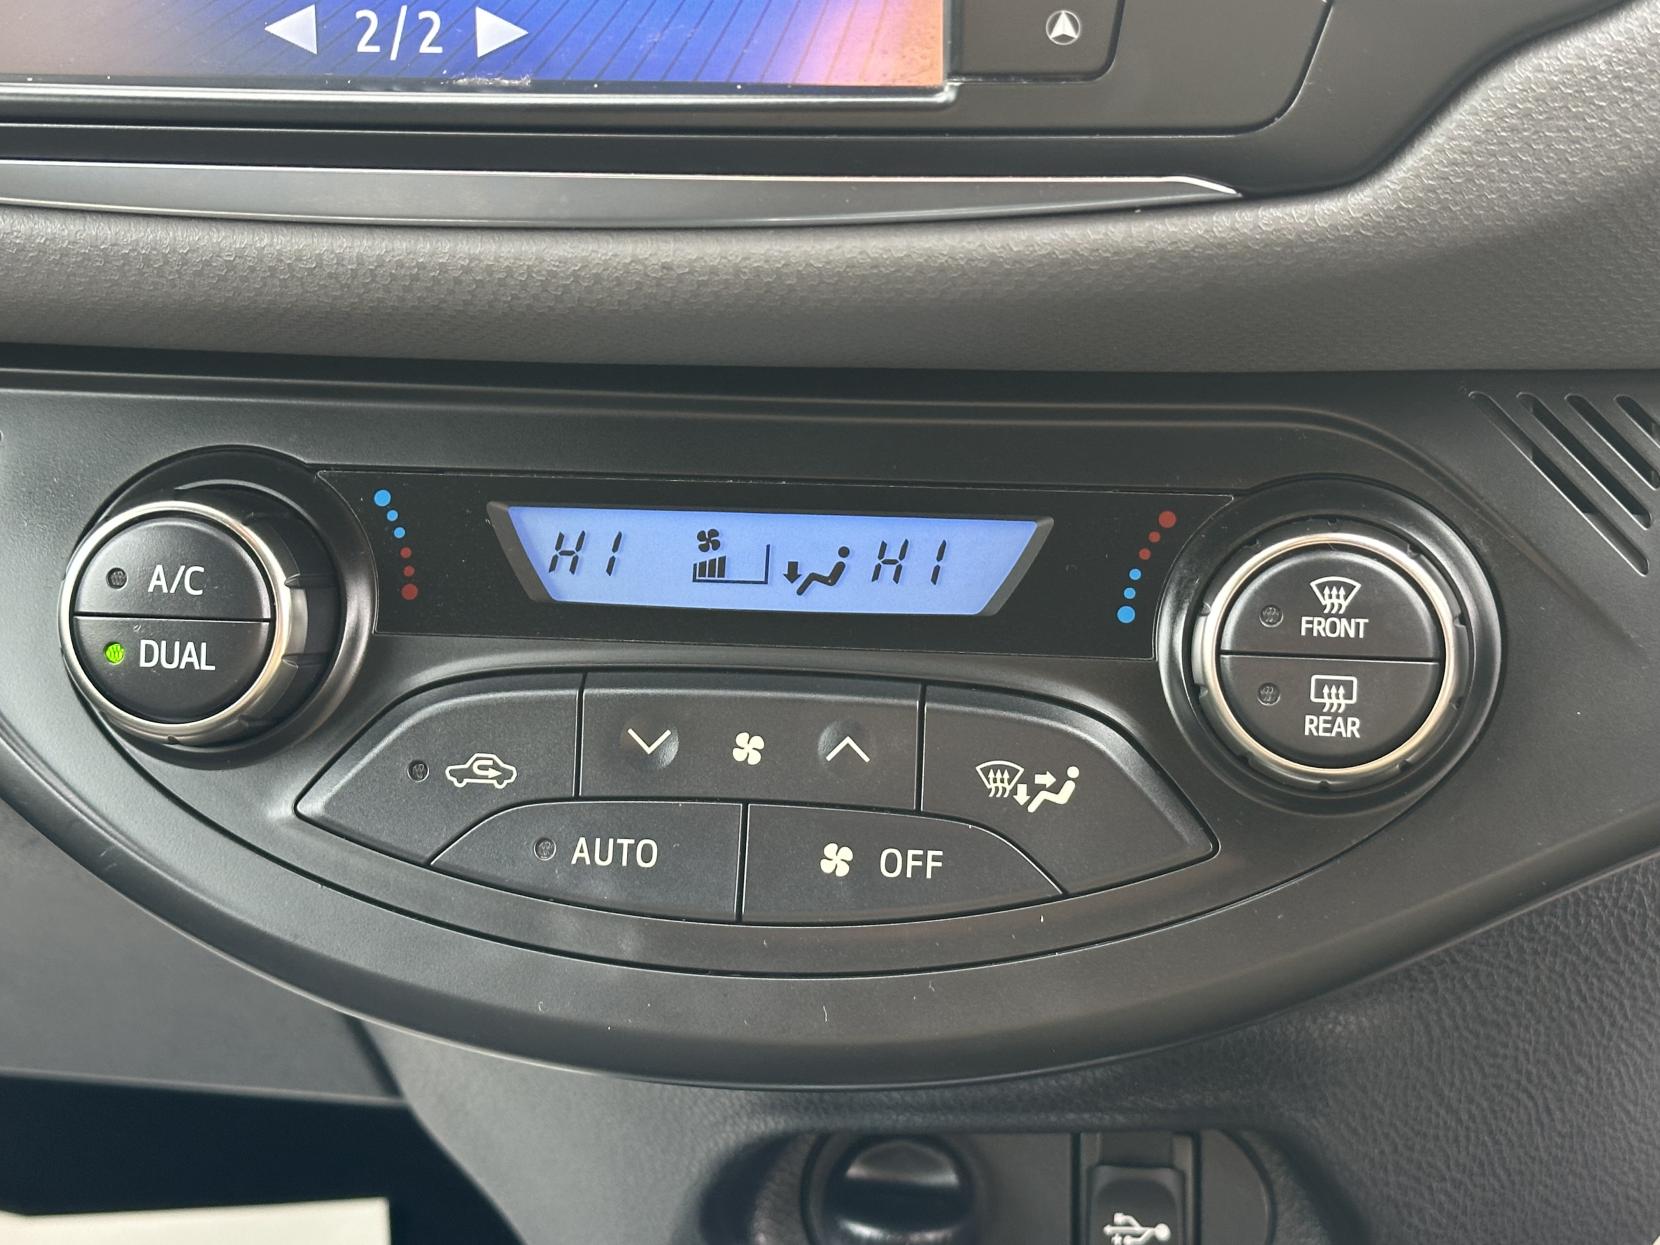 2/2
HI HI
A/C
DUAL
FRONT
REAR
AUTO
OFF